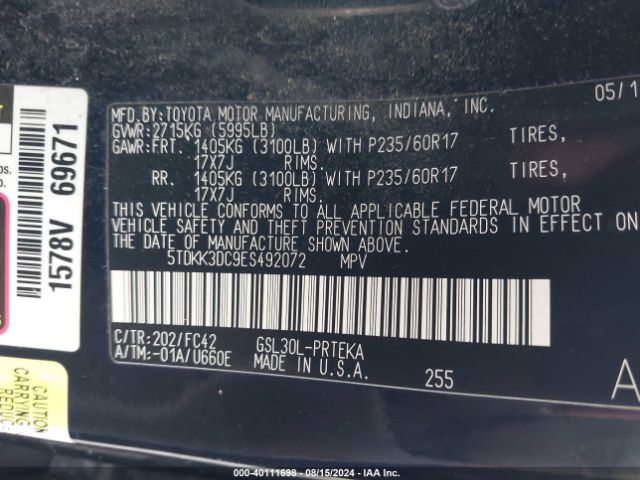 MFD.BY:TOYOTA MOTOR MANUFACTURING, INDIANA, INC. 05/1
GVWR:2715KG (5995LB)
GAWR:FRT. 1405KG (3100LB) WITH P235/60R17 TIRES,
17X7J RIMS.
RR. 1405KG (3100LB) WITH P235/60R17 TIRES,
17X7J RIMS.
THIS VEHICLE CONFORMS TO ALL APPLICABLE FEDERAL MOTOR
VEHICLE SAFETY AND THEFT PREVENTION STANDARDS IN EFFECT ON
THE DATE OF MANUFACTURE SHOWN ABOVE.
5TDKK3DC9ES492072 MPV
C/TR:202/FC42 GSL30L-PRTEKA
A/TM:-01A/U660E MADE IN U.S.A. 255
A
1578V 69671
CAUTION
CARRYING
REDUC
00-40111698 - 08/15/2024 - IAA Inc.